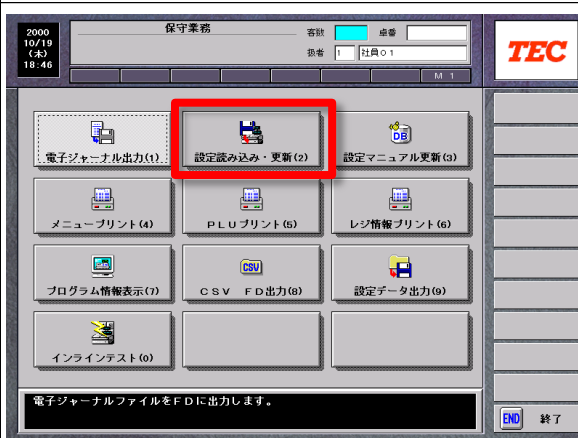 2000
10/19
(木)
18:46
保守業務
客数
卓番
扱者 1 社員01
M 1
TEC
電子ジャーナル出力(1)
設定読み込み・更新(2)
DB
設定マニュアル更新(3)
メニュープリント(4)
PLUプリント(5)
レジ情報プリント(6)
プログラム情報表示(7)
CSV
CSV FD出力(8)
設定データ出力(9)
インラインテスト(0)
電子ジャーナルファイルをFDに出力します。
END 終了